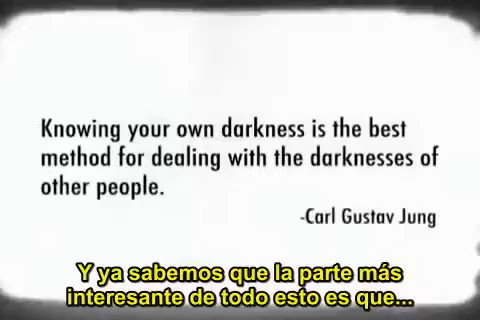 Knowing your own darkness is the best
method for dealing with the darknesses of
other people.
-Carl Gustav Jung
Y ya sabemos que la parte más
interesante de todo esto es que...